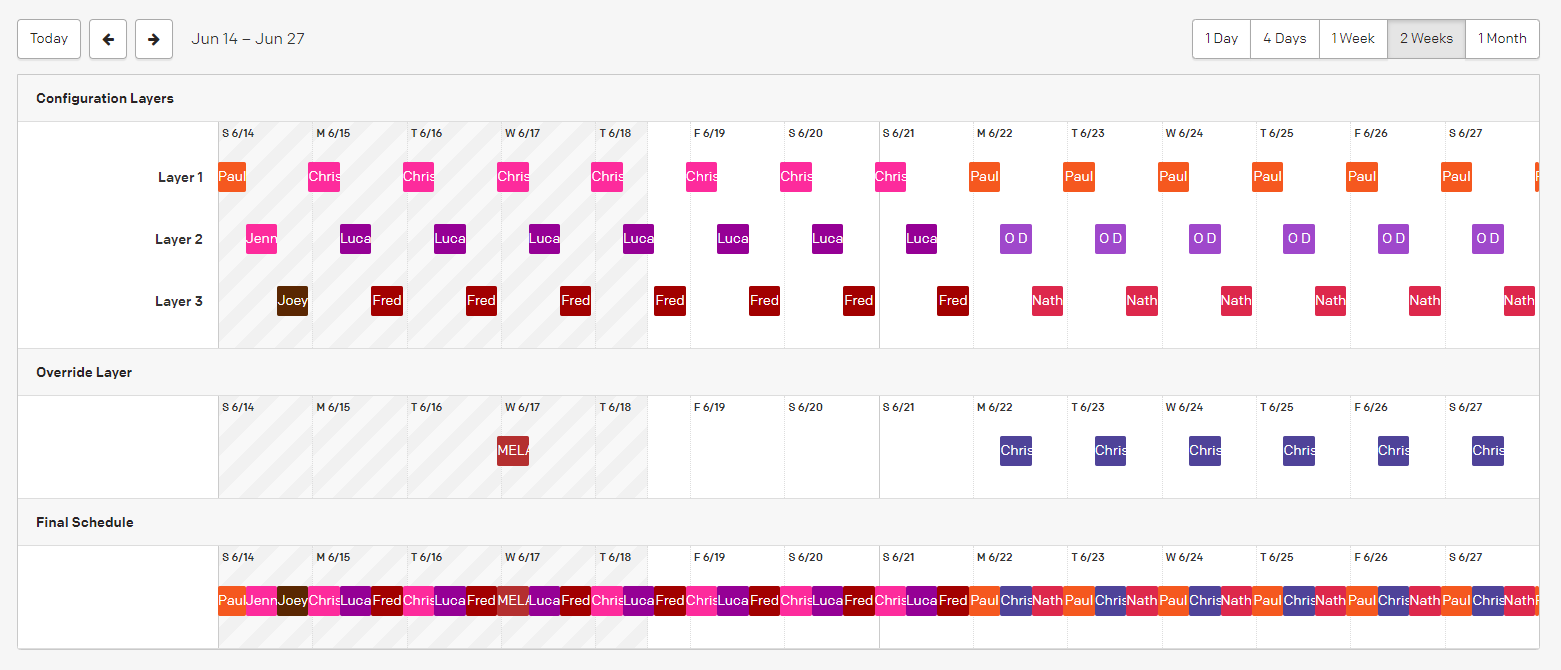 Today Jun 14 – Jun 27 1 Day 4 Days 1 Week 2 Weeks 1 Month
Configuration Layers
S 6/14 M 6/15 T 6/16 W 6/17 T 6/18 F 6/19 S 6/20 S 6/21 M 6/22 T 6/23 W 6/24 T 6/25 F 6/26 S 6/27
Layer 1 Paul Chris Chris Chris Chris Chris Chris Chris Paul Paul Paul Paul Paul Paul
Layer 2 Jenn Luca Luca Luca Luca Luca Luca Luca O D O D O D O D O D O D
Layer 3 Joey Fred Fred Fred Fred Fred Fred Fred Nath Nath Nath Nath Nath Nath
Override Layer
S 6/14 M 6/15 T 6/16 W 6/17 T 6/18 F 6/19 S 6/20 S 6/21 M 6/22 T 6/23 W 6/24 T 6/25 F 6/26 S 6/27
MELA Chris Chris Chris Chris Chris Chris
Final Schedule
S 6/14 M 6/15 T 6/16 W 6/17 T 6/18 F 6/19 S 6/20 S 6/21 M 6/22 T 6/23 W 6/24 T 6/25 F 6/26 S 6/27
Paul Jenn Joey Chris Luca Fred Chris Luca Fred MELA Luca Fred Chris Luca Fred Chris Luca Fred Chris Luca Fred Chris Luca Fred Paul Chris Nath Paul Chris Nath Paul Chris Nath Paul Chris Nath Paul Chris Nath Paul Chris Nath